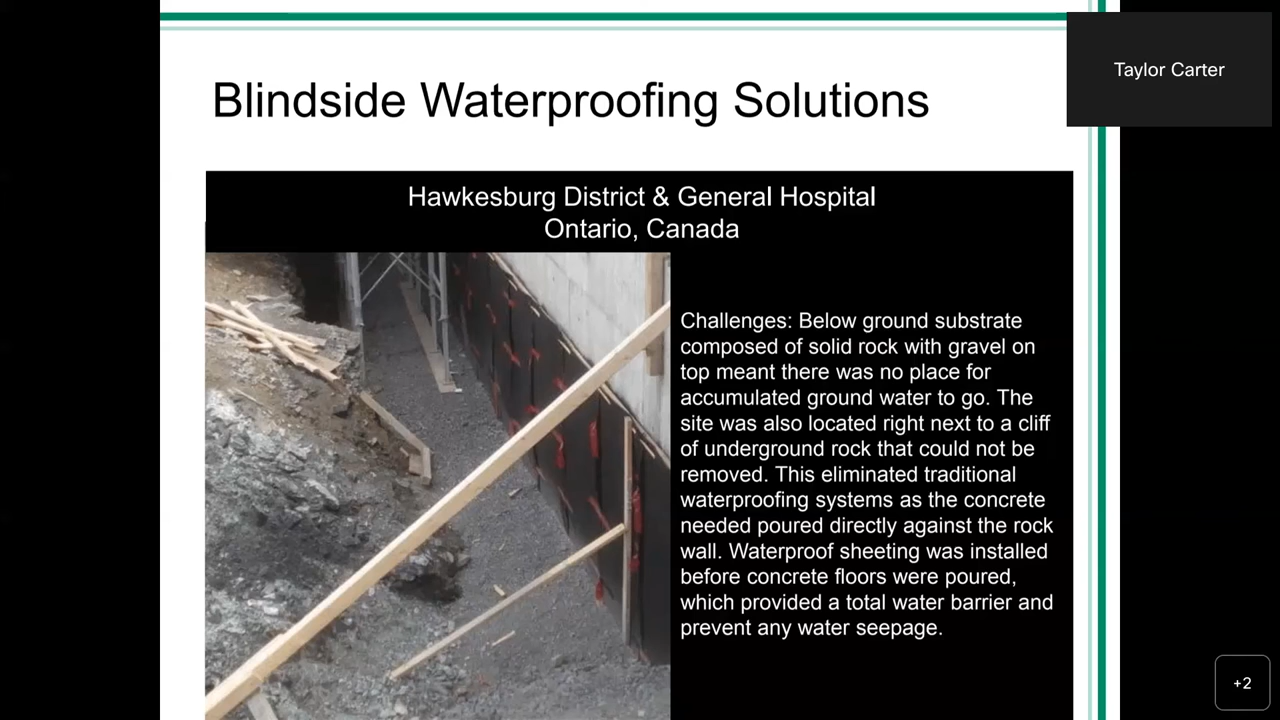 Blindside Waterproofing Solutions
Taylor Carter
Hawkesburg District & General Hospital
Ontario, Canada
Challenges: Below ground substrate
composed of solid rock with gravel on
top meant there was no place for
accumulated ground water to go. The
site was also located right next to a cliff
of underground rock that could not be
removed. This eliminated traditional
waterproofing systems as the concrete
needed poured directly against the rock
wall. Waterproof sheeting was installed
before concrete floors were poured,
which provided a total water barrier and
prevent any water seepage.
+2